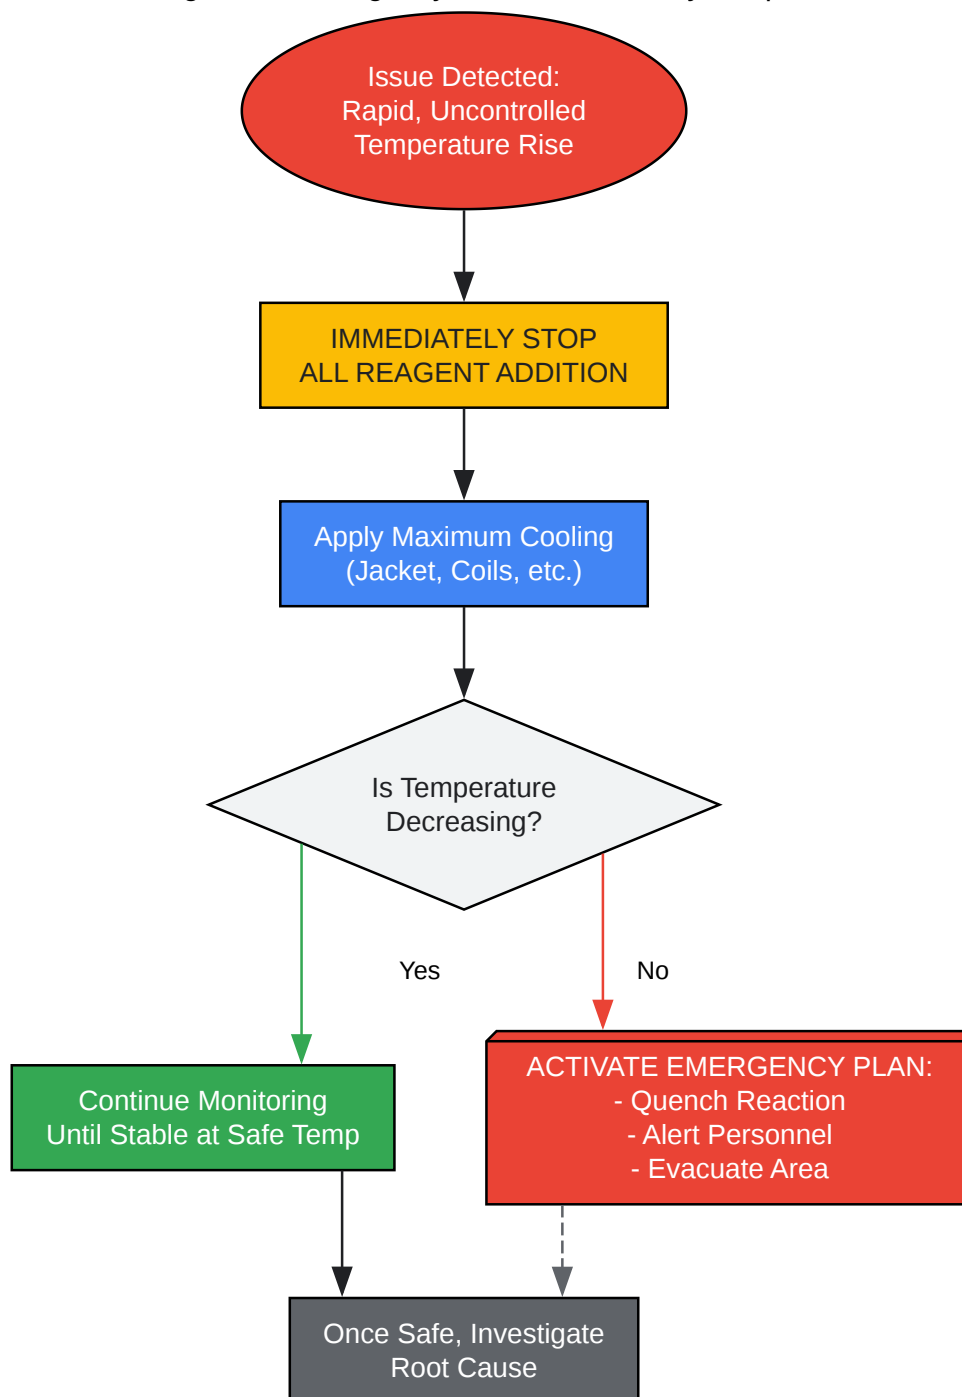 Issue Detected:
Rapid, Uncontrolled
Temperature Rise
IMMEDIATELY STOP
ALL REAGENT ADDITION
Apply Maximum Cooling
(Jacket, Coils, etc.)
Is Temperature
Decreasing?
Yes
No
Continue Monitoring
Until Stable at Safe Temp
ACTIVATE EMERGENCY PLAN:
- Quench Reaction
- Alert Personnel
- Evacuate Area
Once Safe, Investigate
Root Cause